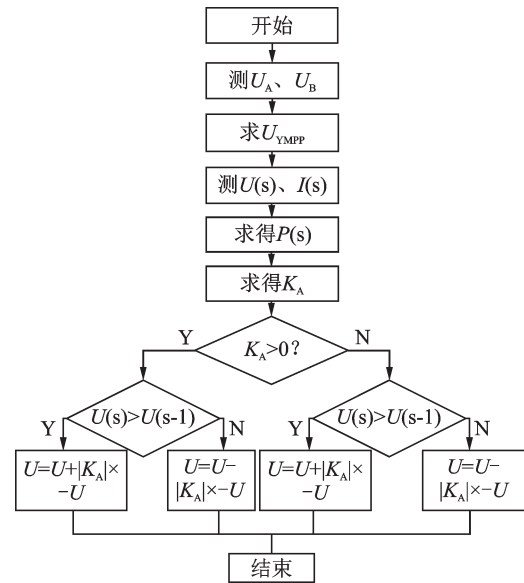 开始
测U_A、U_B
求U_YMPP
测U(s)、I(s)
求得P(s)
求得K_A
K_A>0?
Y
N
U(s)>U(s-1)
U(s)>U(s-1)
Y
N
Y
N
U=U+|K_A|×
-U
U=U-
|K_A|×-U
U=U+|K_A|×
-U
U=U-
|K_A|×-U
结束